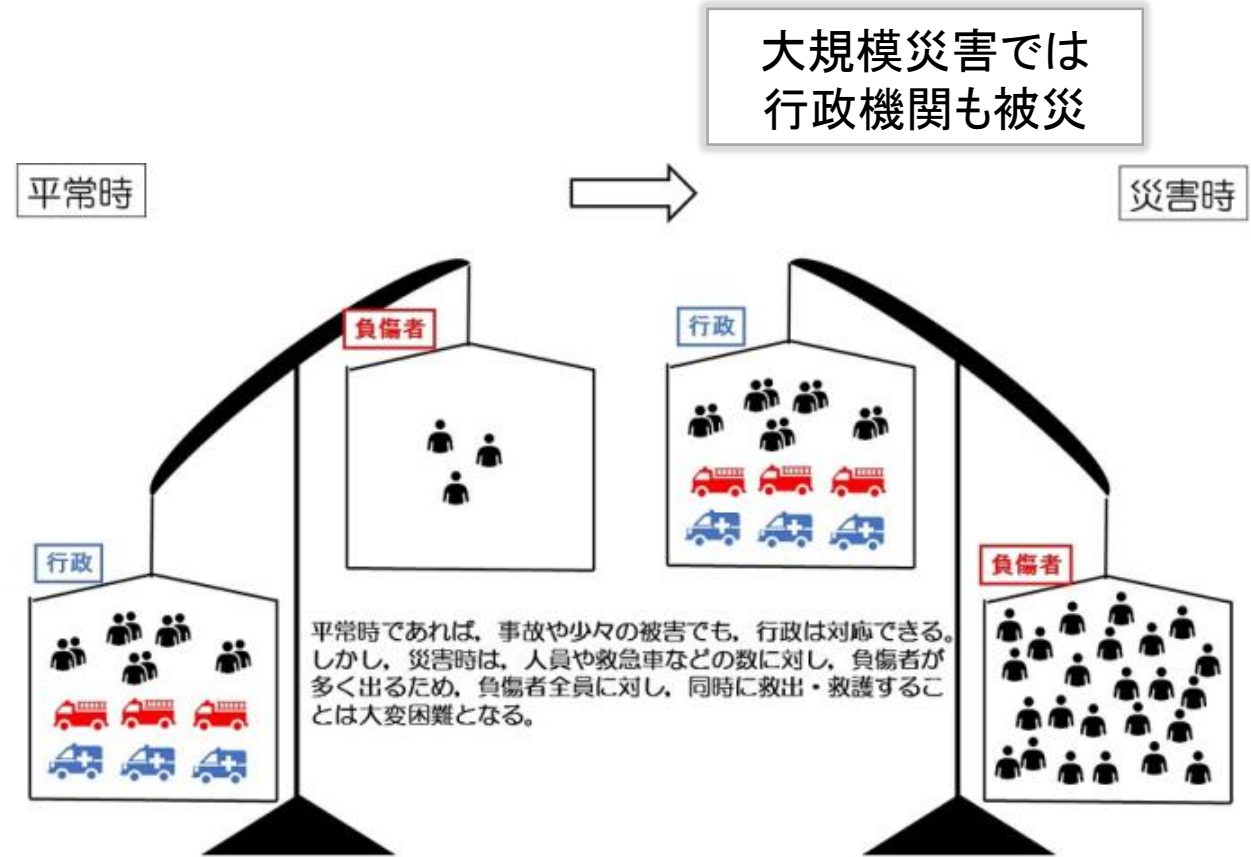 大規模災害では
行政機関も被災
平常時
災害時
負傷者
行政
行政
負傷者
平常時であれば，事故や少々の被害でも，行政は対応できる。
しかし，災害時は，人員や救急車などの数に対し，負傷者が
多く出るため，負傷者全員に対し，同時に救出・救護するこ
とは大変困難となる。